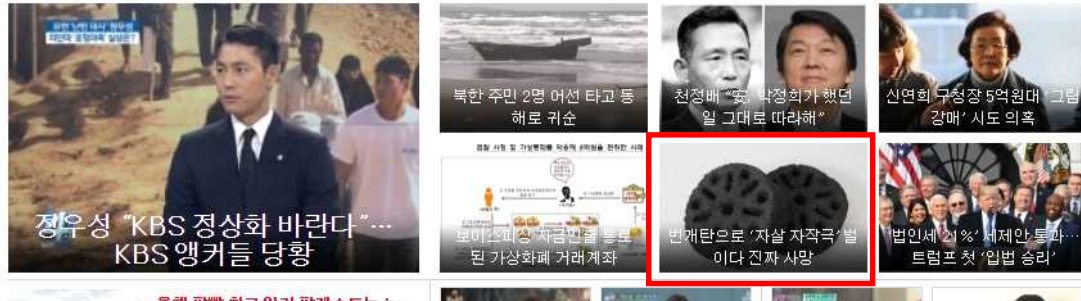 정우성 "KBS 정상화 바란다"…
KBS 앵커들 당황
북한 주민 2명 어선 타고 동
해로 귀순
천정배 "安, 박정희가 했던
일 그대로 따라해"
신연희 구청장 5억원대 '그림
강매' 시도 의혹
보이스피싱 자금인출 통로
된 가상화폐 거래계좌
번개탄으로 '자살 자작극' 벌
이다 진짜 사망
'법인세 21%' 세제안 통과…
트럼프 첫 '입법 승리'